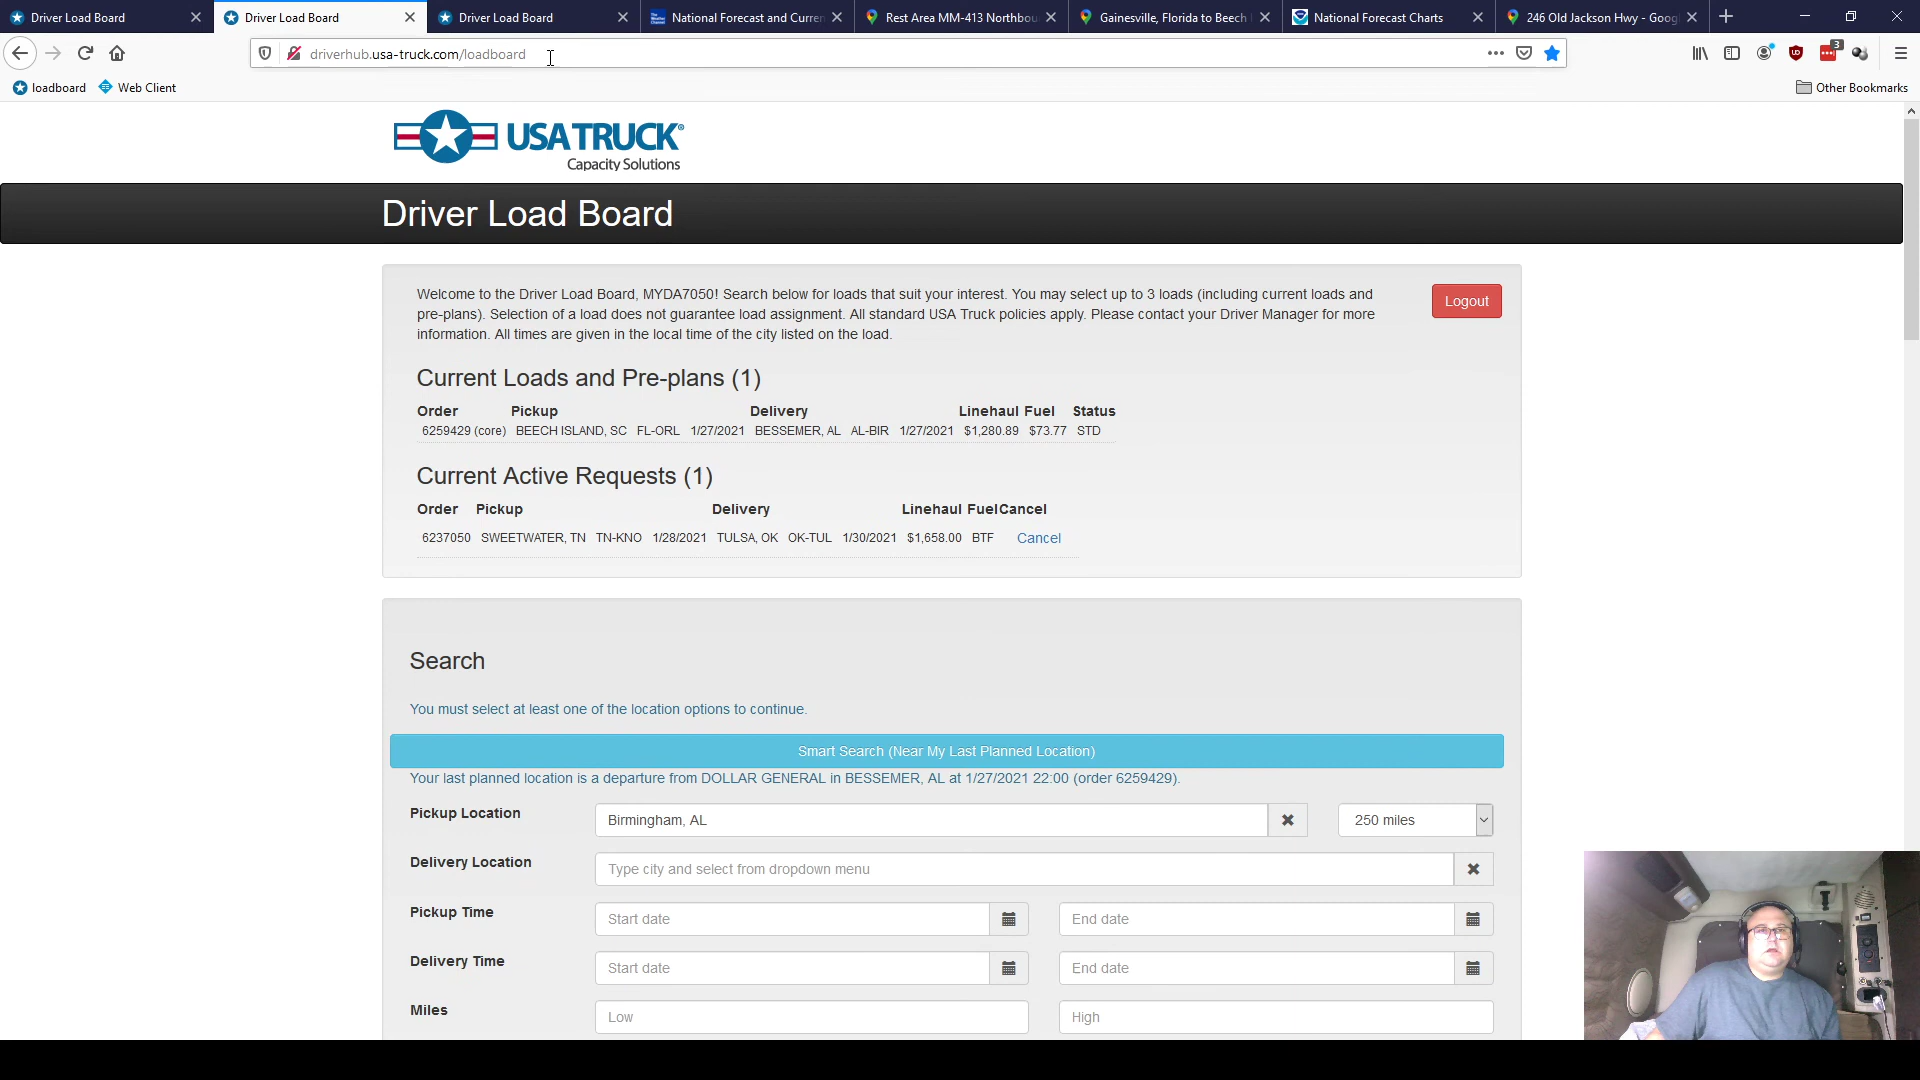 Driver Load Board
Driver Load Board
Driver Load Board
National Forecast and Curren
Rest Area MM-413 Northbou
Gainesville, Florida to Beech
National Forecast Charts
246 Old Jackson Hwy - Goog
driverhub.usa-truck.com/loadboard
3
loadboard
Web Client
Other Bookmarks
USA TRUCK
Capacity Solutions
Driver Load Board
Welcome to the Driver Load Board, MYDA7050! Search below for loads that suit your interest. You may select up to 3 loads (including current loads and
pre-plans). Selection of a load does not guarantee load assignment. All standard USA Truck policies apply. Please contact your Driver Manager for more
information. All times are given in the local time of the city listed on the load.
Logout
Current Loads and Pre-plans (1)
Order Pickup Delivery Linehaul Fuel Status
6259429 (core) BEECH ISLAND, SC FL-ORL 1/27/2021 BESSEMER, AL AL-BIR 1/27/2021 $1,280.89 $73.77 STD
Current Active Requests (1)
Order Pickup Delivery Linehaul Fuel Cancel
6237050 SWEETWATER, TN TN-KNO 1/28/2021 TULSA, OK OK-TUL 1/30/2021 $1,658.00 BTF Cancel
Search
You must select at least one of the location options to continue.
Smart Search (Near My Last Planned Location)
Your last planned location is a departure from DOLLAR GENERAL in BESSEMER, AL at 1/27/2021 22:00 (order 6259429).
Pickup Location Birmingham, AL 250 miles
Delivery Location Type city and select from dropdown menu
Pickup Time Start date End date
Delivery Time Start date End date
Miles Low High